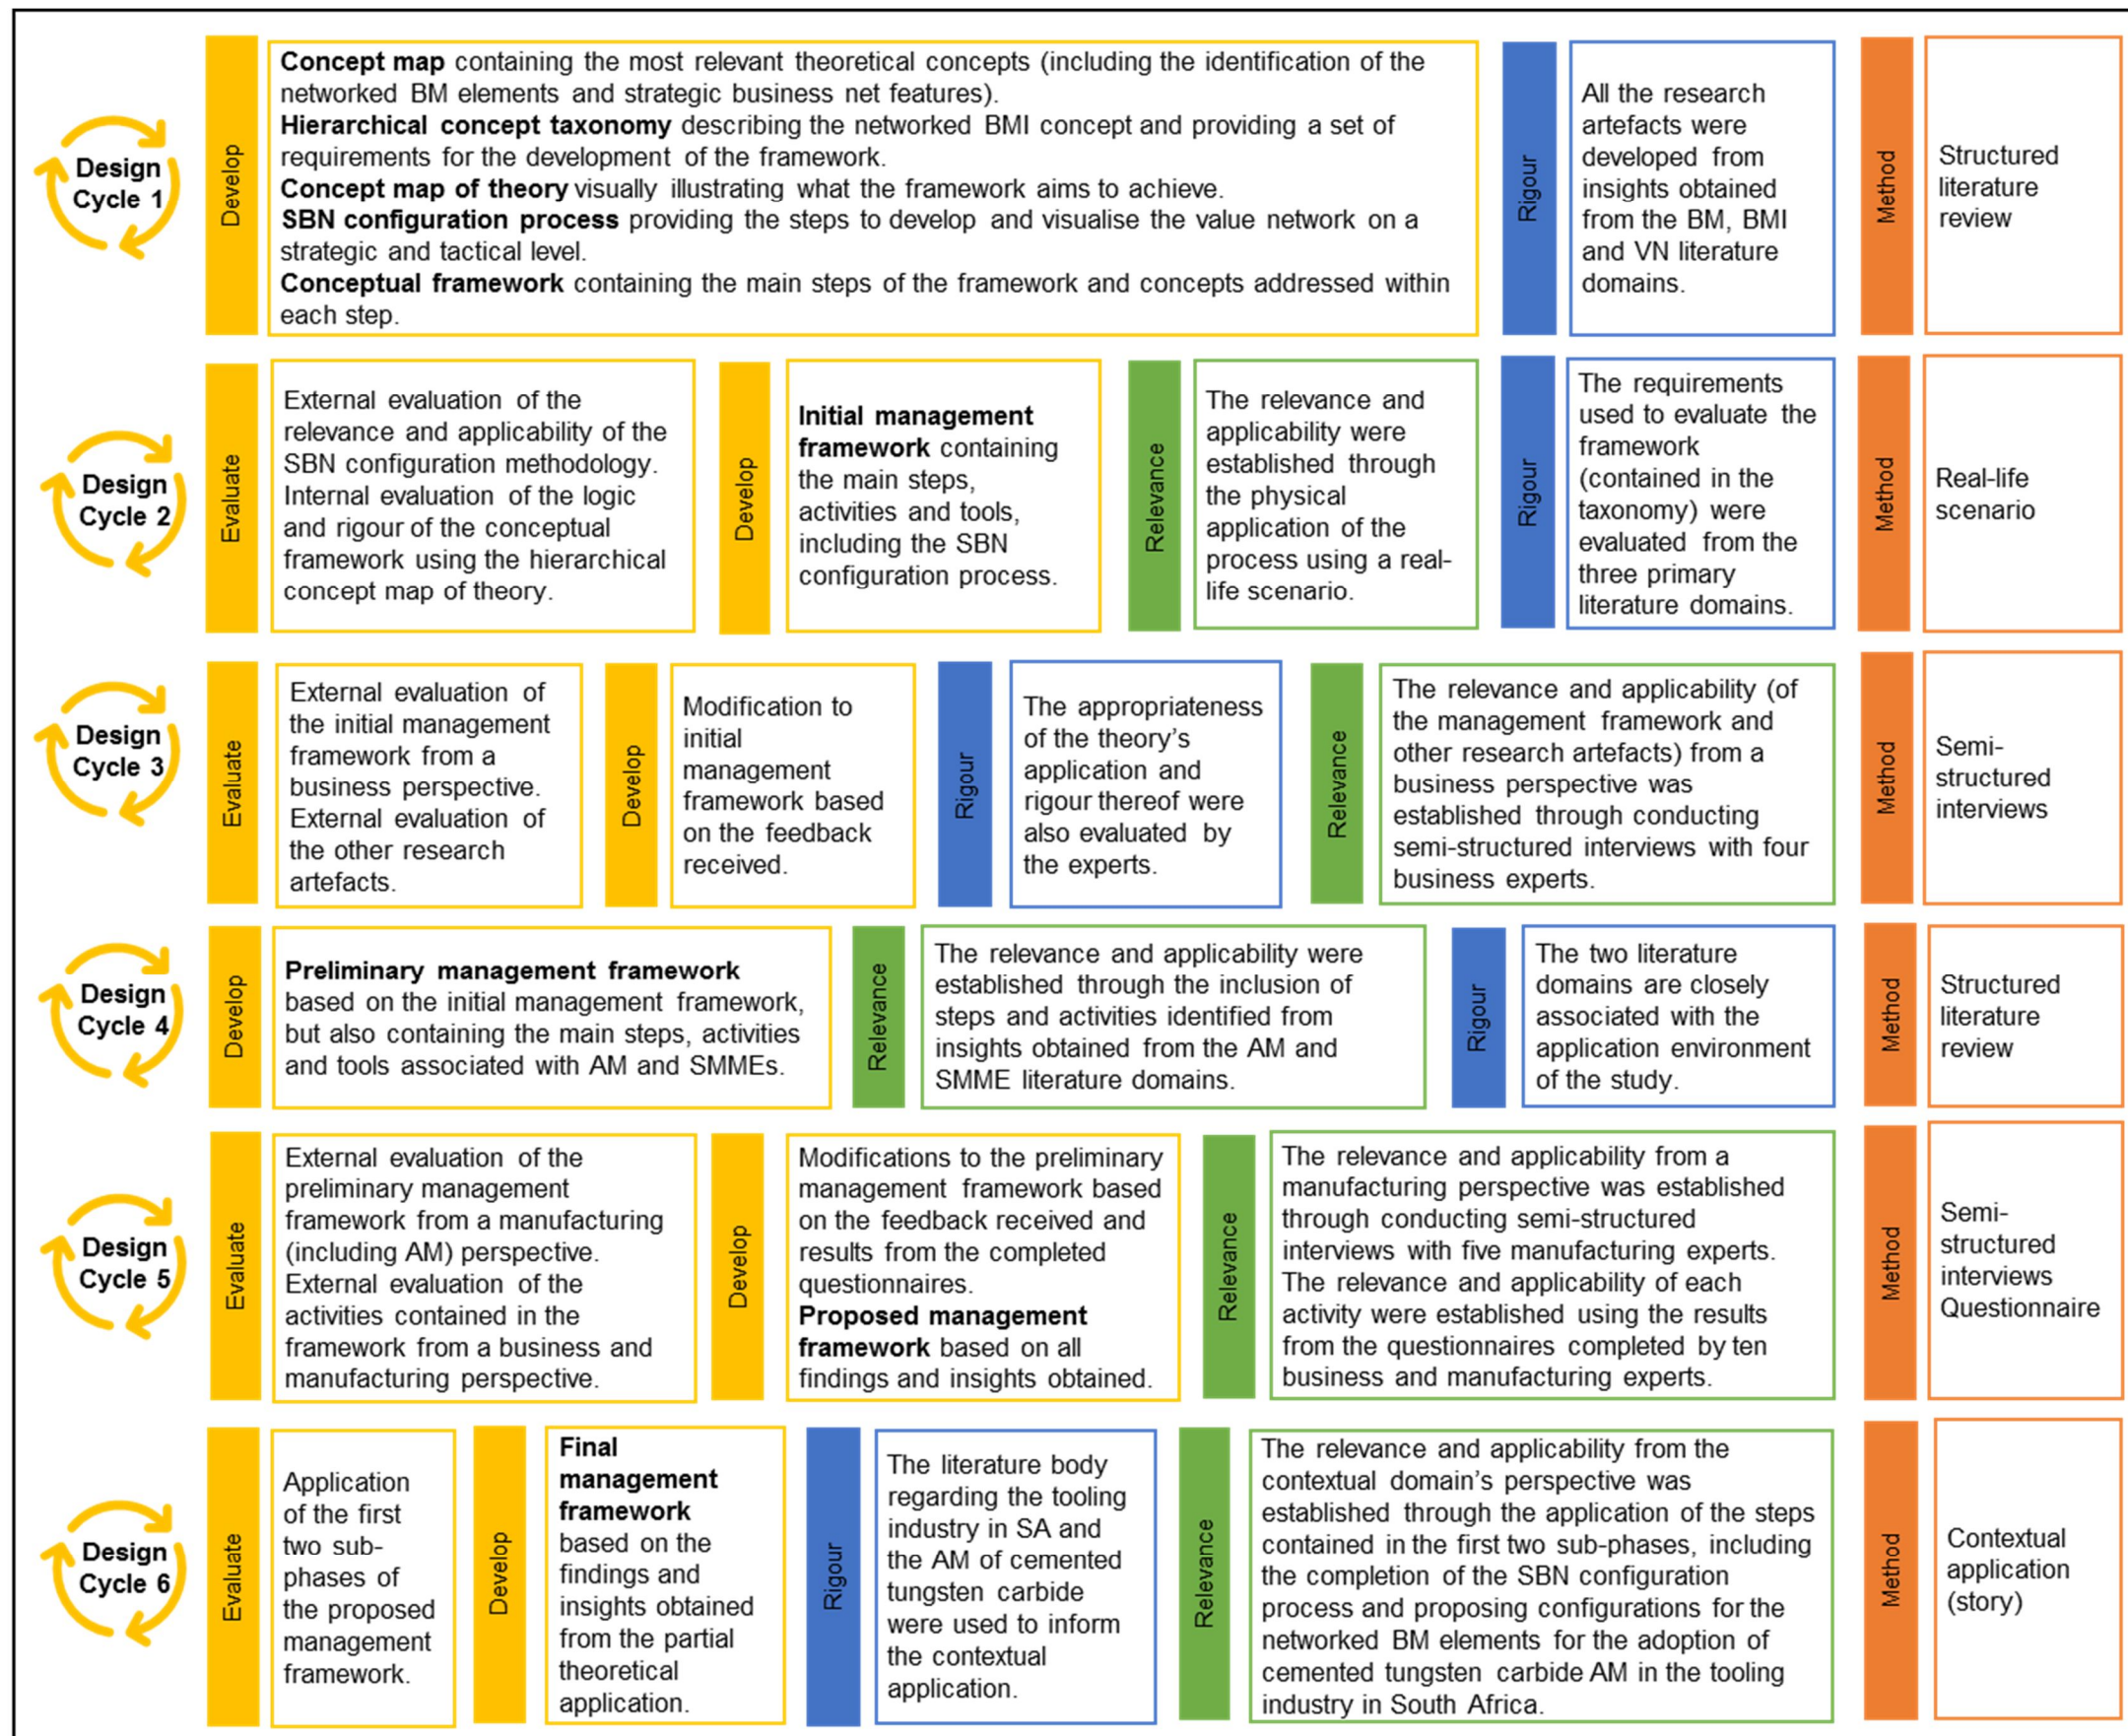 Design
Cycle 1
Develop
Concept map containing the most relevant theoretical concepts (including the identification of the
networked BM elements and strategic business net features).
Hierarchical concept taxonomy describing the networked BMI concept and providing a set of
requirements for the development of the framework.
Concept map of theory visually illustrating what the framework aims to achieve.
SBN configuration process providing the steps to develop and visualise the value network on a
strategic and tactical level.
Conceptual framework containing the main steps of the framework and concepts addressed within
each step.
Rigour
All the research
artefacts were
developed from
insights obtained
from the BM, BMI
and VN literature
domains.
Method
Structured
literature
review
Design
Cycle 2
Evaluate
External evaluation of the
relevance and applicability of the
SBN configuration methodology.
Internal evaluation of the logic
and rigour of the conceptual
framework using the hierarchical
concept map of theory.
Develop
Initial management
framework containing
the main steps,
activities and tools,
including the SBN
configuration process.
Relevance
The relevance and
applicability were
established through
the physical
application of the
process using a real-
life scenario.
Rigour
The requirements
used to evaluate the
framework
(contained in the
taxonomy) were
evaluated from the
three primary
literature domains.
Method
Real-life
scenario
Design
Cycle 3
Evaluate
External evaluation of
the initial management
framework from a
business perspective.
External evaluation of
the other research
artefacts.
Develop
Modification to
initial
management
framework based
on the feedback
received.
Rigour
The appropriateness
of the theory's
application and
rigour thereof were
also evaluated by
the experts.
Relevance
The relevance and applicability (of
the management framework and
other research artefacts) from a
business perspective was
established through conducting
semi-structured interviews with four
business experts.
Method
Semi-
structured
interviews
Design
Cycle 4
Develop
Preliminary management framework
based on the initial management framework,
but also containing the main steps, activities
and tools associated with AM and SMMEs.
Relevance
The relevance and applicability were
established through the inclusion of
steps and activities identified from
insights obtained from the AM and
SMME literature domains.
Rigour
The two literature
domains are closely
associated with the
application environment
of the study.
Method
Structured
literature
review
Design
Cycle 5
Evaluate
External evaluation of the
preliminary management
framework from a manufacturing
(including AM) perspective.
External evaluation of the
activities contained in the
framework from a business and
manufacturing perspective.
Develop
Modifications to the preliminary
management framework based
on the feedback received and
results from the completed
questionnaires.
Proposed management
framework based on all
findings and insights obtained.
Relevance
The relevance and applicability from a
manufacturing perspective was established
through conducting semi-structured
interviews with five manufacturing experts.
The relevance and applicability of each
activity were established using the results
from the questionnaires completed by ten
business and manufacturing experts.
Method
Semi-
structured
interviews
Questionnaire
Design
Cycle 6
Evaluate
Application
of the first
two sub-
phases of
the proposed
management
framework.
Develop
Final
management
framework
based on the
findings and
insights obtained
from the partial
theoretical
application.
Rigour
The literature body
regarding the tooling
industry in SA and
the AM of cemented
tungsten carbide
were used to inform
the contextual
application.
Relevance
The relevance and applicability from the
contextual domain's perspective was
established through the application of the steps
contained in the first two sub-phases, including
the completion of the SBN configuration
process and proposing configurations for the
networked BM elements for the adoption of
cemented tungsten carbide AM in the tooling
industry in South Africa.
Method
Contextual
application
(story)